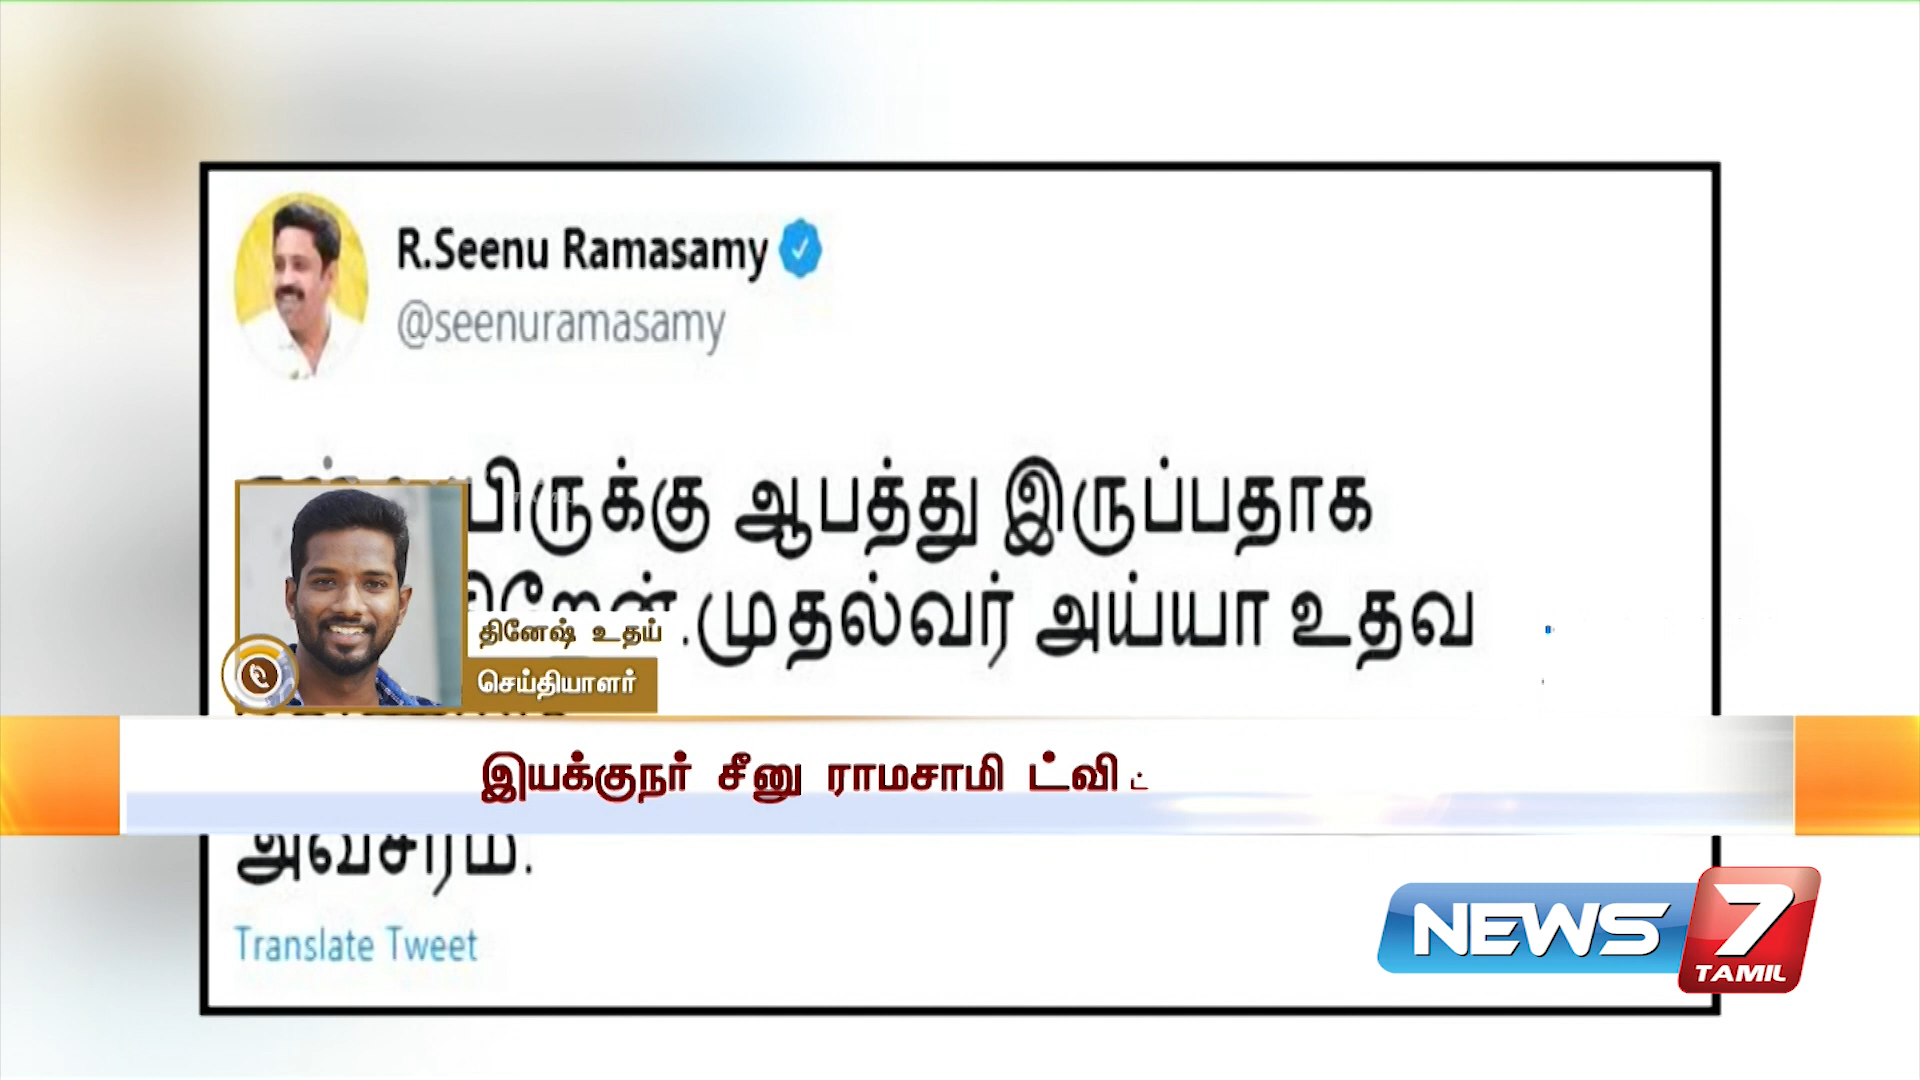 R.Seenu Ramasamy
@seenuramasamy
ஆபத்து இருப்பதாக
.முதல்வர் அய்யா உதவ
தினேஷ் உதய்
செய்தியாளர்
இயக்குநர் சீனு ராமசாமி ட்வி
அவசரம்.
Translate Tweet
NEWS 7
TAMIL